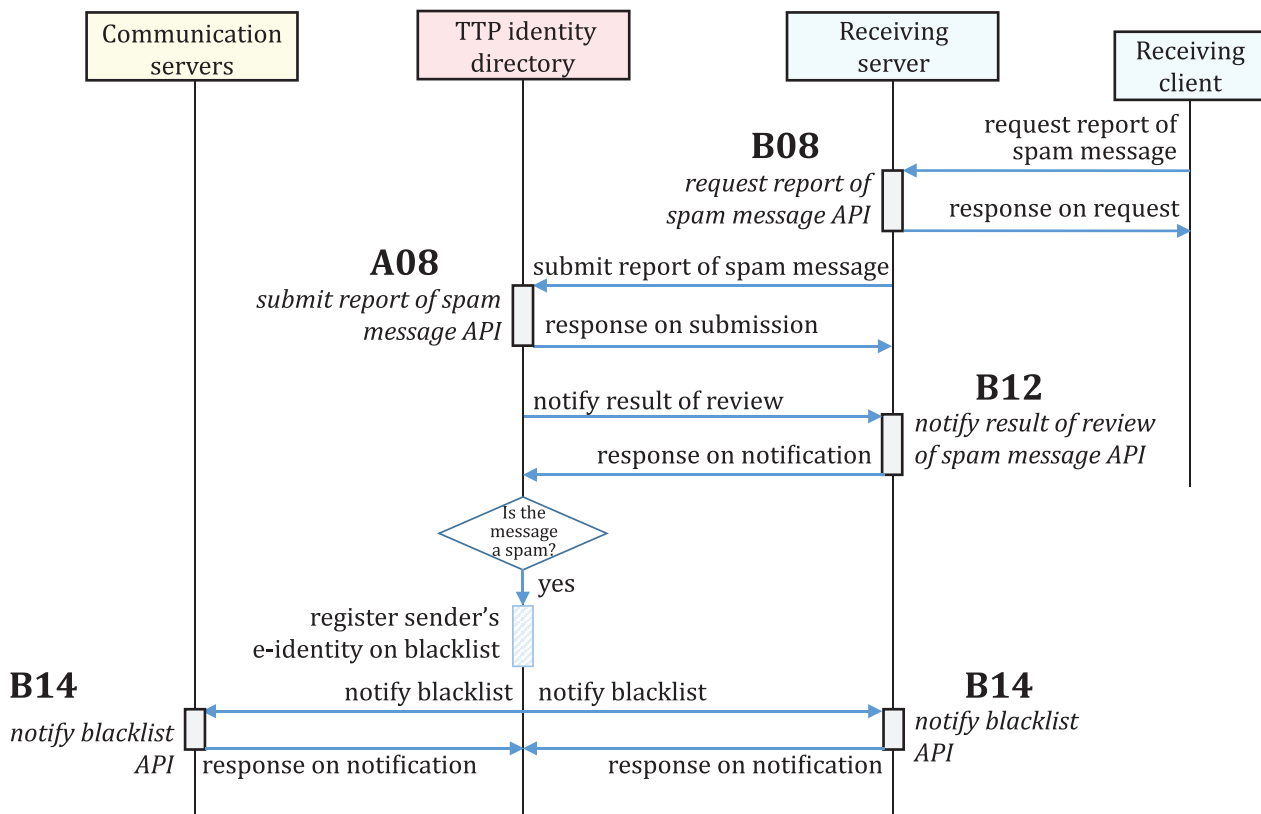 Communication
servers
TTP identity
directory
Receiving
server
Receiving
client
request report of
spam message
B08
request report of
spam message API
response on request
A08
submit report of spam message
submit report of spam
message API
response on submission
B12
notify result of review
notify result of review
of spam message API
response on notification
Is the
message
a spam?
yes
register sender’s
e-identity on blacklist
B14
notify blacklist
notify blacklist
B14
notify blacklist
API
notify blacklist
API
response on notification
response on notification